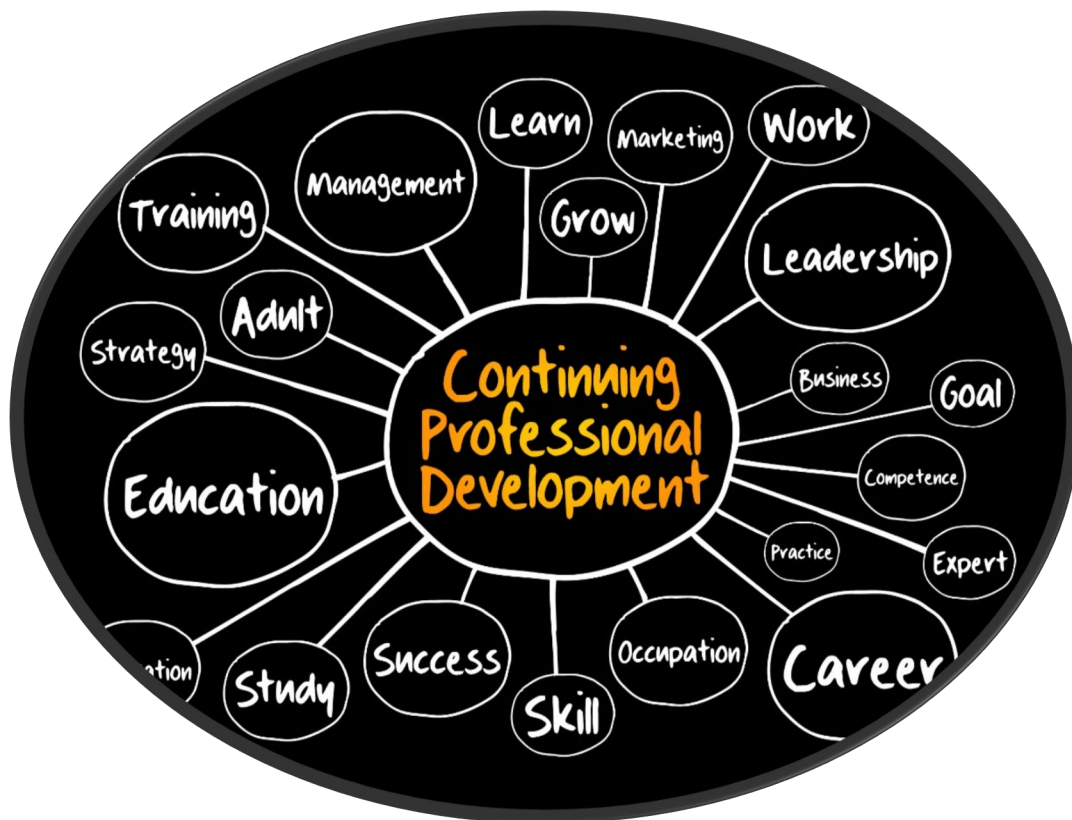 Learn
Marketing
Work
Management
Training
Grow
Leadership
Adult
Strategy
Business
Goal
Continuing
Professional
Development
Education
Competence
Practice
Expert
Success
Occupation
Study
Career
Skill